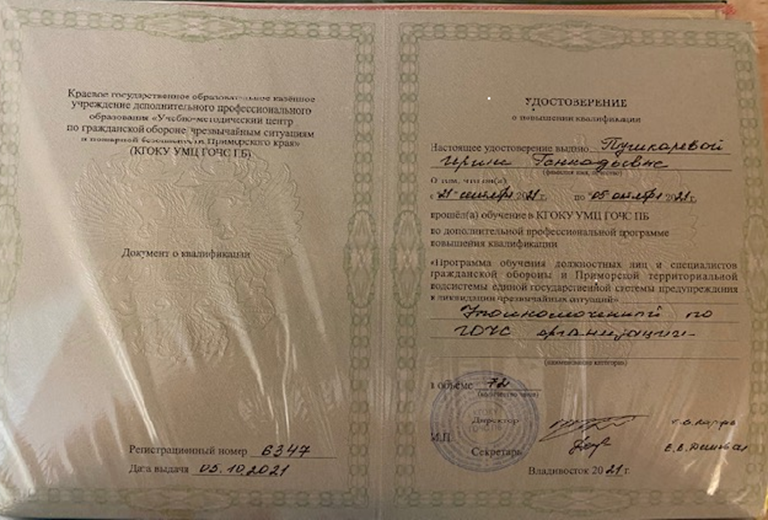 Краевое государственное образовательное казённое
учреждение дополнительного профессионального
образования «Учебно-методический центр
по гражданской обороне, чрезвычайным ситуациям
и пожарной безопасности Приморского края»
(КГОКУ УМЦ ГОЧС ПБ)
Документ о квалификации
Регистрационный номер 6347
Дата выдачи 05.10.2021
УДОСТОВЕРЕНИЕ
о повышении квалификации
Настоящее удостоверение выдано Пушкаревой
Ирине Геннадьевне
(фамилия имя, отчество)
О том, что он(а)
с 21 сентября 2021 г. по 05 октября 2021 г.
прошёл(а) обучение в КГОКУ УМЦ ГОЧС ПБ
по дополнительной профессиональной программе
повышения квалификации
«Программа обучения должностных лиц и специалистов
гражданской обороны и Приморской территориальной
подсистемы единой государственной системы предупреждения
и ликвидации чрезвычайных ситуаций»
Уполномоченный по
ГОЧС организации
(наименование категории)
в объёме 72
(количество часов)
Директор
М.П.
Секретарь
Владивосток 2021 г.